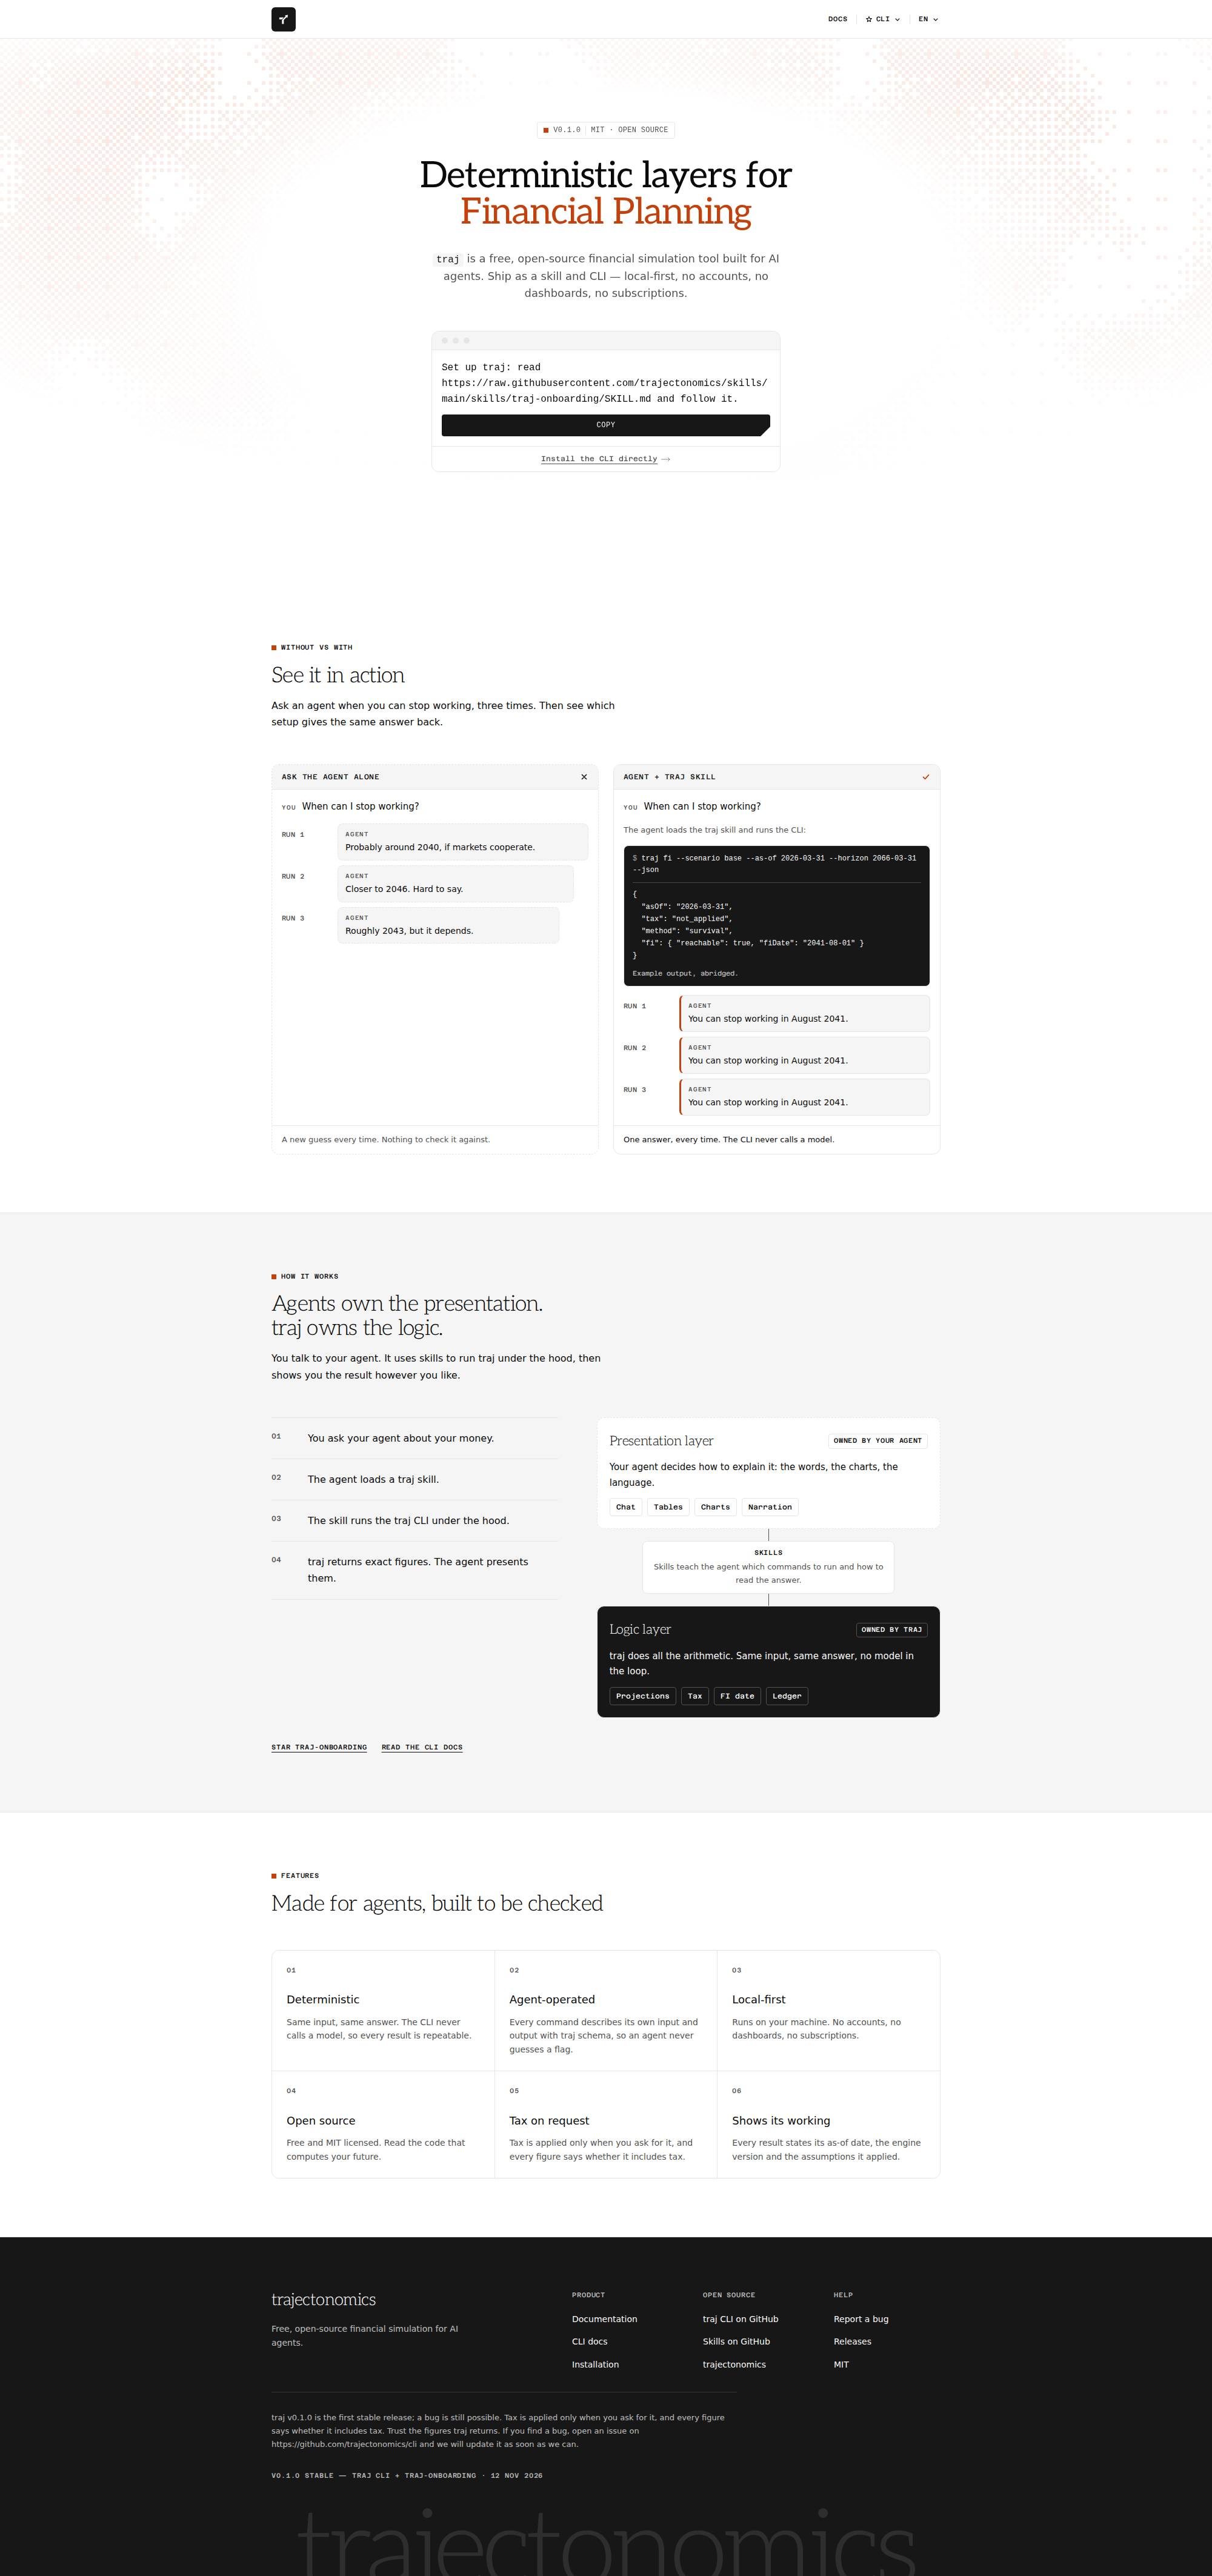 DOCS
CLI
EN
V0.1.0
MIT · OPEN SOURCE
Deterministic layers for
Financial Planning
traj is a free, open-source financial simulation tool built for AI
agents. Ship as a skill and CLI — local-first, no accounts, no
dashboards, no subscriptions.
Set up traj: read
https://raw.githubusercontent.com/trajectonomics/skills/
main/skills/traj-onboarding/SKILL.md and follow it.
COPY
Install the CLI directly →
WITHOUT VS WITH
See it in action
Ask an agent when you can stop working, three times. Then see which
setup gives the same answer back.
ASK THE AGENT ALONE
YOU When can I stop working?
RUN 1
AGENT
Probably around 2040, if markets cooperate.
RUN 2
AGENT
Closer to 2046. Hard to say.
RUN 3
AGENT
Roughly 2043, but it depends.
A new guess every time. Nothing to check it against.
AGENT + TRAJ SKILL
YOU When can I stop working?
The agent loads the traj skill and runs the CLI:
$ traj fi --scenario base --as-of 2026-03-31 --horizon 2066-03-31
--json
{
"asOf": "2026-03-31",
"tax": "not_applied",
"method": "survival",
"fi": { "reachable": true, "fiDate": "2041-08-01" }
}
Example output, abridged.
RUN 1
AGENT
You can stop working in August 2041.
RUN 2
AGENT
You can stop working in August 2041.
RUN 3
AGENT
You can stop working in August 2041.
One answer, every time. The CLI never calls a model.
HOW IT WORKS
Agents own the presentation.
traj owns the logic.
You talk to your agent. It uses skills to run traj under the hood, then
shows you the result however you like.
01 You ask your agent about your money.
02 The agent loads a traj skill.
03 The skill runs the traj CLI under the hood.
04 traj returns exact figures. The agent presents
them.
Presentation layer
OWNED BY YOUR AGENT
Your agent decides how to explain it: the words, the charts, the
language.
Chat Tables Charts Narration
SKILLS
Skills teach the agent which commands to run and how to
read the answer.
Logic layer
OWNED BY TRAJ
traj does all the arithmetic. Same input, same answer, no model in
the loop.
Projections Tax FI date Ledger
STAR TRAJ-ONBOARDING READ THE CLI DOCS
FEATURES
Made for agents, built to be checked
01
Deterministic
Same input, same answer. The CLI never
calls a model, so every result is repeatable.
02
Agent-operated
Every command describes its own input and
output with traj schema, so an agent never
guesses a flag.
03
Local-first
Runs on your machine. No accounts, no
dashboards, no subscriptions.
04
Open source
Free and MIT licensed. Read the code that
computes your future.
05
Tax on request
Tax is applied only when you ask for it, and
every figure says whether it includes tax.
06
Shows its working
Every result states its as-of date, the engine
version and the assumptions it applied.
trajectonomics
Free, open-source financial simulation for AI
agents.
PRODUCT
Documentation
CLI docs
Installation
OPEN SOURCE
traj CLI on GitHub
Skills on GitHub
trajectonomics
HELP
Report a bug
Releases
MIT
traj v0.1.0 is the first stable release; a bug is still possible. Tax is applied only when you ask for it, and every figure
says whether it includes tax. Trust the figures traj returns. If you find a bug, open an issue on
https://github.com/trajectonomics/cli and we will update it as soon as we can.
V0.1.0 STABLE — TRAJ CLI + TRAJ-ONBOARDING · 12 NOV 2026
trajectonomics